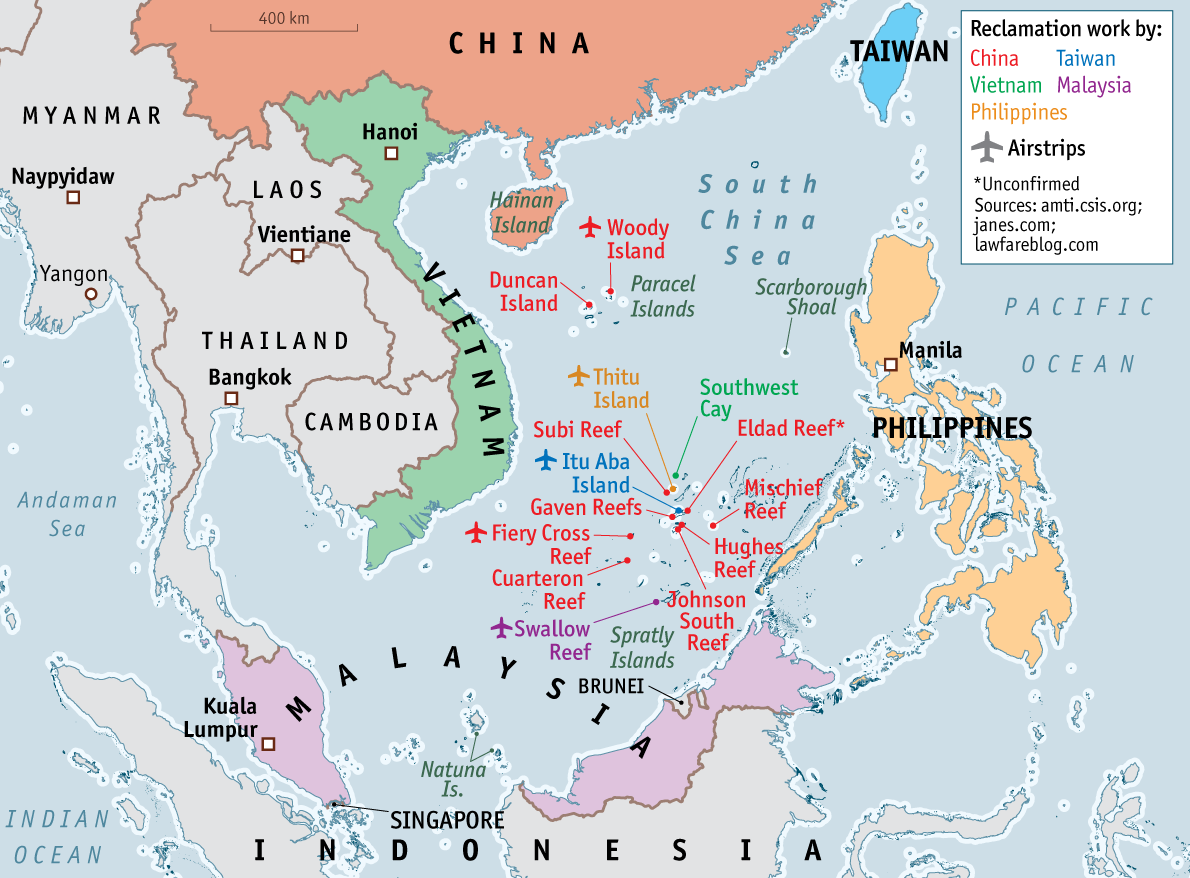 400 km
CHINA
TAIWAN
Reclamation work by:
China Taiwan
Vietnam Malaysia
Philippines
Airstrips
*Unconfirmed
Sources: amti.csis.org;
janes.com;
lawfareblog.com
MYANMAR
Hanoi
Naypyidaw
LAOS
Hainan
Island
South
China
Sea
Vientiane
Woody
Island
Yangon
VIETNAM
Duncan
Island
Paracel
Islands
Scarborough
Shoal
PACIFIC
OCEAN
THAILAND
Bangkok
Manila
CAMBODIA
Thitu
Island
Southwest
Cay
Subi Reef
Eldad Reef*
PHILIPPINES
Itu Aba
Island
Andaman
Sea
Gaven Reefs
Mischief
Reef
Fiery Cross
Reef
Hughes
Reef
Cuarteron
Reef
Johnson
South
Reef
Swallow
Reef
Spratly
Islands
MALAYSIA
BRUNEI
Kuala
Lumpur
Natuna
Is.
SINGAPORE
INDIAN
OCEAN
INDONESIA